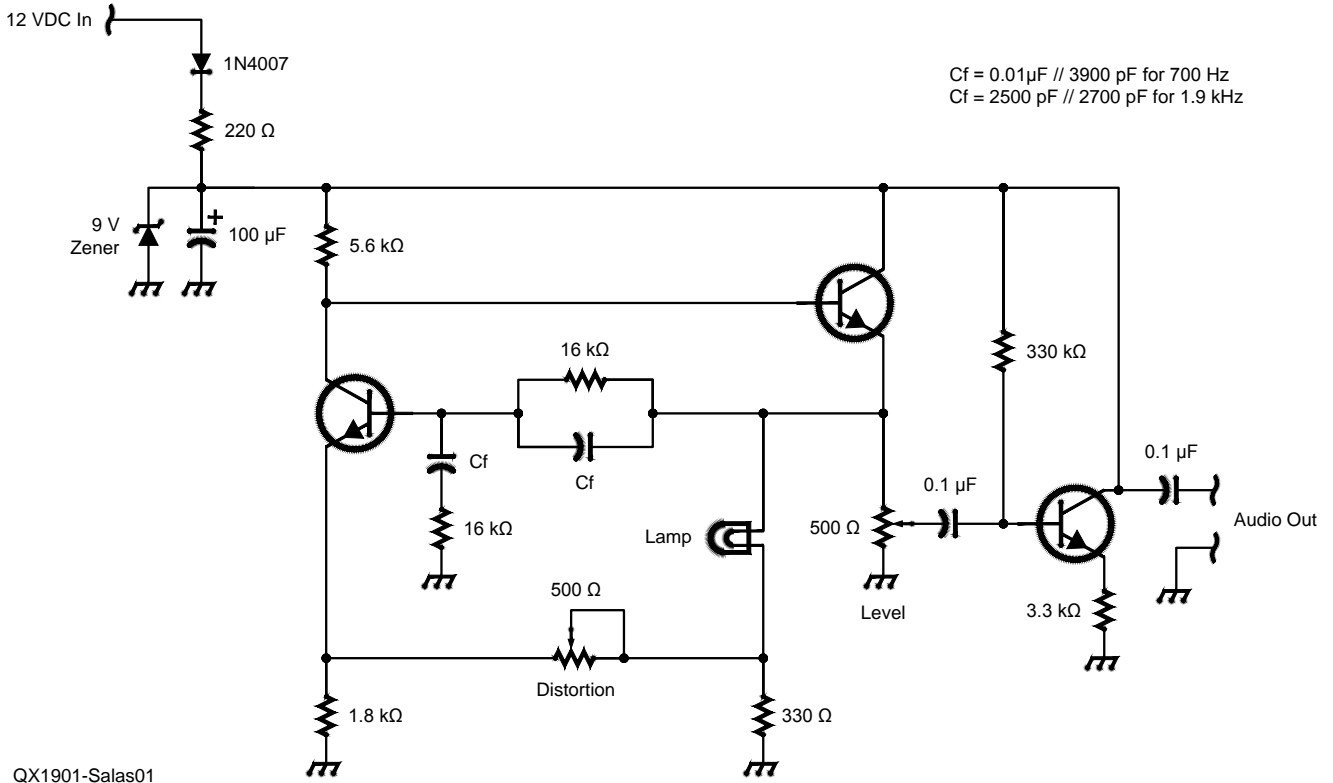 12 VDC In
1N4007
Cf = 0.01µF // 3900 pF for 700 Hz
Cf = 2500 pF // 2700 pF for 1.9 kHz
220 Ω
9 V
Zener
+
100 µF
5.6 kΩ
16 kΩ
330 kΩ
Cf
Cf
0.1 µF
0.1 µF
16 kΩ
Lamp
500 Ω
Audio Out
500 Ω
Level
3.3 kΩ
Distortion
1.8 kΩ
330 Ω
QX1901-Salas01